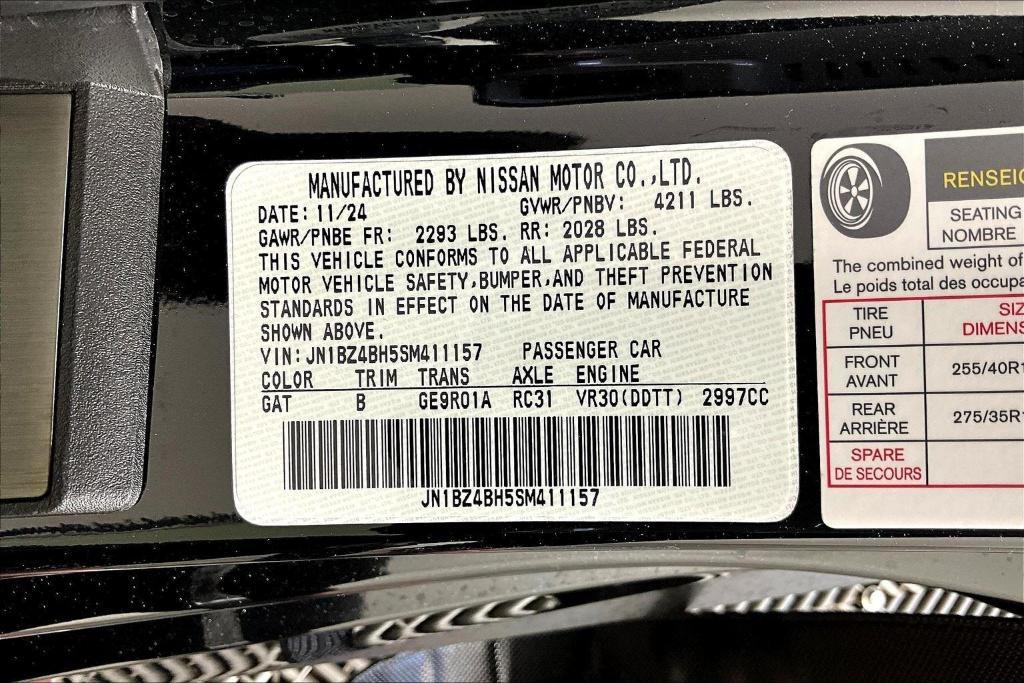 MANUFACTURED BY NISSAN MOTOR CO.,LTD.
DATE: 11/24 GVWR/PNBV: 4211 LBS.
GAWR/PNBE FR: 2293 LBS. RR: 2028 LBS.
THIS VEHICLE CONFORMS TO ALL APPLICABLE FEDERAL
MOTOR VEHICLE SAFETY,BUMPER,AND THEFT PREVENTION
STANDARDS IN EFFECT ON THE DATE OF MANUFACTURE
SHOWN ABOVE.
VIN: JN1BZ4BH5SM411157 PASSENGER CAR
COLOR TRIM TRANS AXLE ENGINE
GAT B GE9R01A RC31 VR30(DDTT) 2997CC
JN1BZ4BH5SM411157
RENSEIG
SEATING
NOMBRE
The combined weight of
Le poids total des occupa
TIRE
PNEU
SIZ
DIMENS
FRONT
AVANT
255/40R1
REAR
ARRIÈRE
275/35R1
SPARE
DE SECOURS